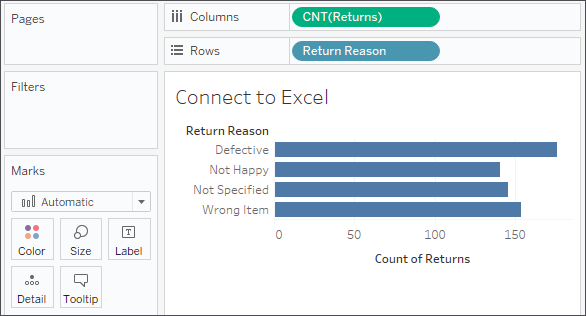 Pages
Columns
CNT(Returns)
Rows
Return Reason
Filters
Marks
Automatic
Color
Size
Label
T
Detail
Tooltip
Connect to Excel
Return Reason
Defective
Not Happy
Not Specified
Wrong Item
0 50 100 150
Count of Returns